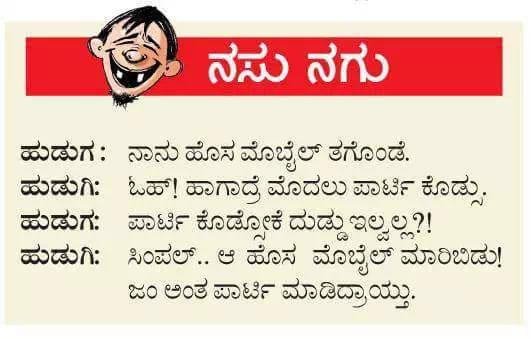 ನಸು ನಗು
ಹುಡುಗ : ನಾನು ಹೊಸ ಮೊಬೈಲ್ ತಗೊಂಡೆ.
ಹುಡುಗಿ: ಓಹ್! ಹಾಗಾದ್ರೆ ಮೊದಲು ಪಾರ್ಟಿ ಕೊಡ್ಸು.
ಹುಡುಗ: ಪಾರ್ಟಿ ಕೊಡ್ಸೋಕೆ ದುಡ್ಡು ಇಲ್ವಲ್ಲ?!
ಹುಡುಗಿ: ಸಿಂಪಲ್.. ಆ ಹೊಸ ಮೊಬೈಲ್ ಮಾರಿಬಿಡು!
ಜಂ ಅಂತ ಪಾರ್ಟಿ ಮಾಡಿದ್ರಾಯ್ತು.